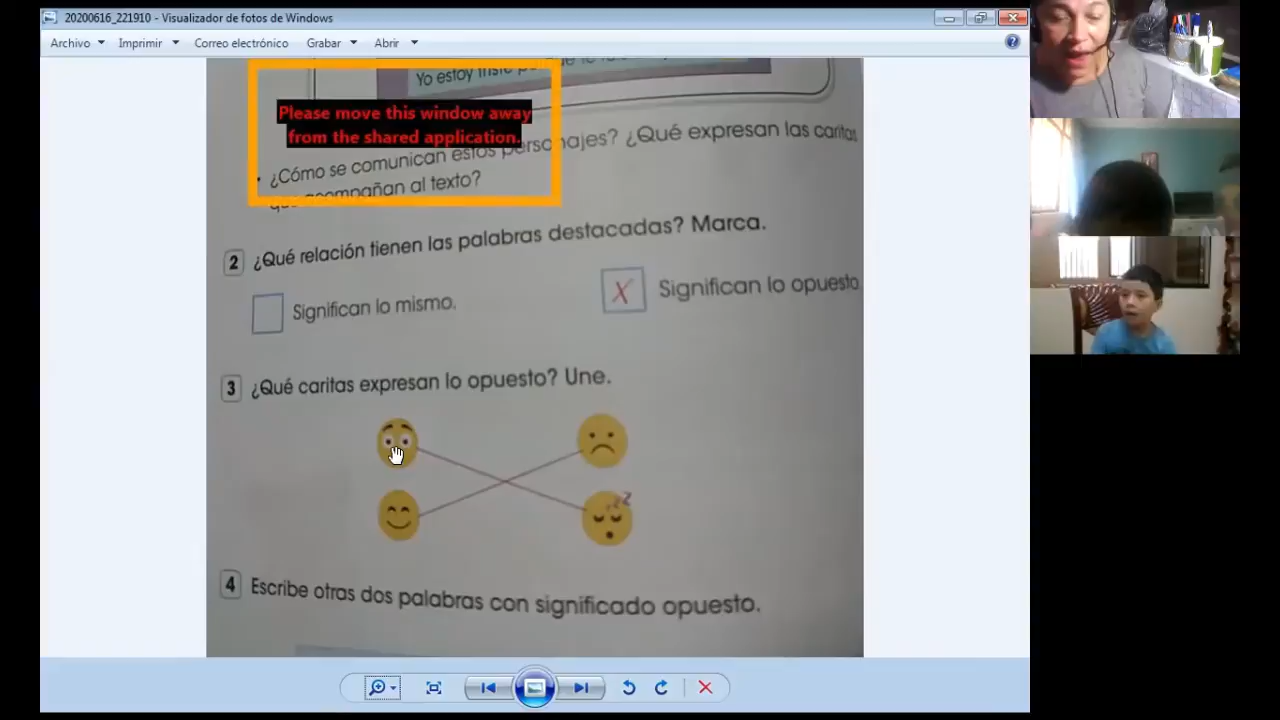 20200616_221910 - Visualizador de fotos de Windows
Archivo Imprimir Correo electrónico Grabar Abrir
Yo estoy triste
Please move this window away
from the shared application.
¿Cómo se comunican estos personajes? ¿Qué expresan las caritas
que acompañan al texto?
2 ¿Qué relación tienen las palabras destacadas? Marca.
Significan lo mismo. X Significan lo opuesto
3 ¿Qué caritas expresan lo opuesto? Une.
zzz
4 Escribe otras dos palabras con significado opuesto.